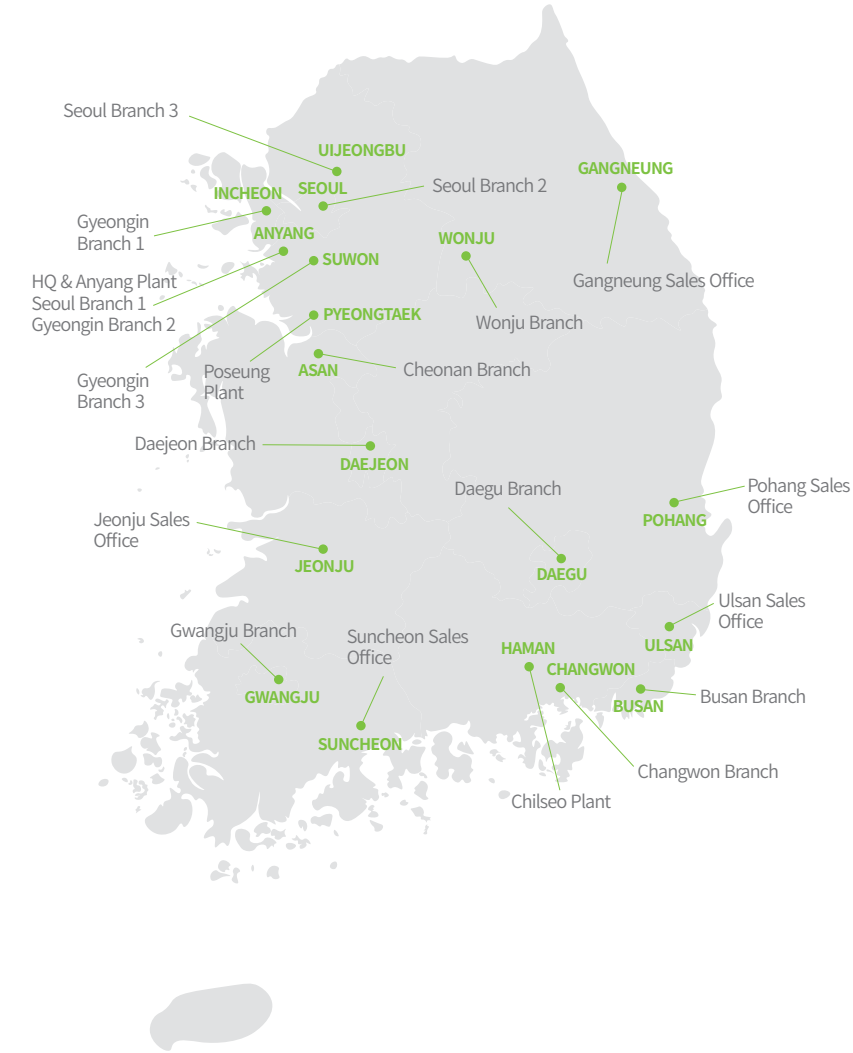 Seoul Branch 3
UIJEONGBU
GANGNEUNG
SEOUL
Seoul Branch 2
INCHEON
Gyeongin
Branch 1
ANYANG
WONJU
SUWON
HQ & Anyang Plant
Seoul Branch 1
Gyeongin Branch 2
Gangneung Sales Office
PYEONGTAEK
Wonju Branch
Poseung
Plant
ASAN
Cheonan Branch
Gyeongin
Branch 3
Daejeon Branch
DAEJEON
Daegu Branch
Pohang Sales
Office
POHANG
Jeonju Sales
Office
JEONJU
DAEGU
Ulsan Sales
Office
Gwangju Branch
Suncheon Sales
Office
HAMAN
ULSAN
CHANGWON
GWANGJU
BUSAN
Busan Branch
SUNCHEON
Changwon Branch
Chilseo Plant